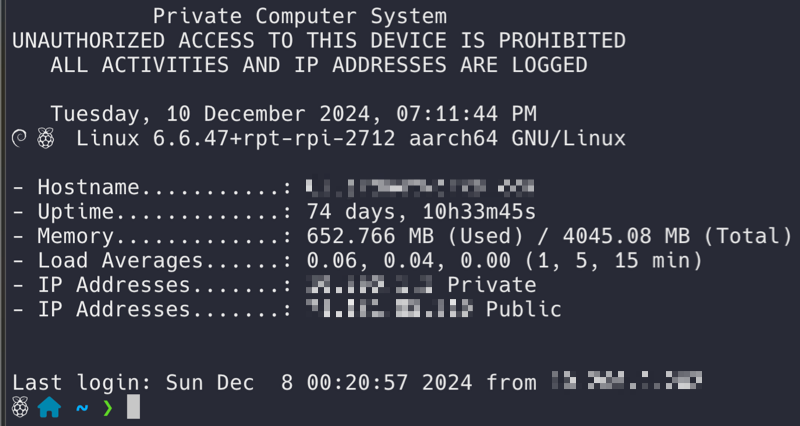 Private Computer System
UNAUTHORIZED ACCESS TO THIS DEVICE IS PROHIBITED
ALL ACTIVITIES AND IP ADDRESSES ARE LOGGED
Tuesday, 10 December 2024, 07:11:44 PM
Linux 6.6.47+rpt-rpi-2712 aarch64 GNU/Linux
- Hostname...........:
- Uptime.............: 74 days, 10h33m45s
- Memory.............: 652.766 MB (Used) / 4045.08 MB (Total)
- Load Averages......: 0.06, 0.04, 0.00 (1, 5, 15 min)
- IP Addresses.......: Private
- IP Addresses.......: Public
Last login: Sun Dec  8 00:20:57 2024 from
~ ❯